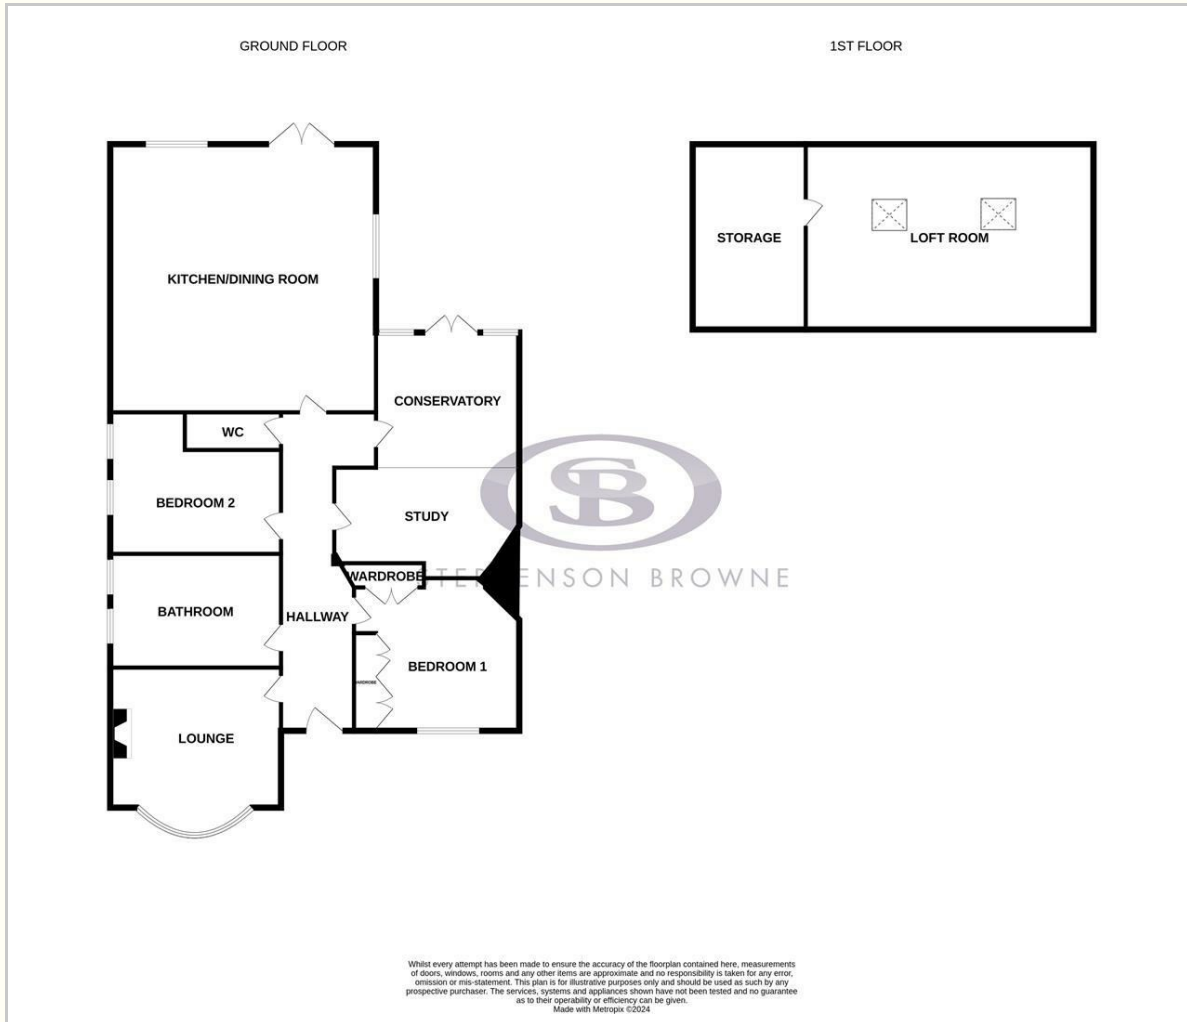 GROUND FLOOR
1ST FLOOR
KITCHEN/DINING ROOM
STORAGE
LOFT ROOM
CONSERVATORY
WC
BEDROOM 2
STUDY
WARDROBE
BATHROOM
HALLWAY
BEDROOM 1
WARDROBE
LOUNGE
SB
ENSON BROWNE
Whilst every attempt has been made to ensure the accuracy of the floorplan contained here, measurements
of doors, windows, rooms and any other items are approximate and no responsibility is taken for any error,
omission or mis-statement. This plan is for illustrative purposes only and should be used as such by any
prospective purchaser. The services, systems and appliances shown have not been tested and no guarantee
as to their operability or efficiency can be given.
Made with Metropix ©2024